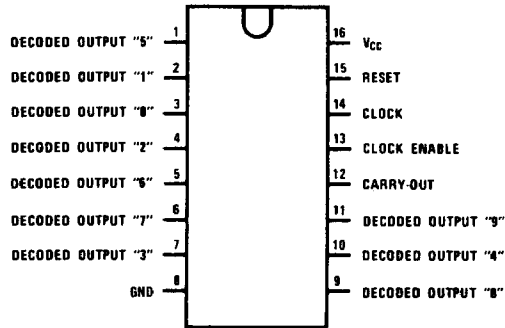 DECODED OUTPUT "5" 1
DECODED OUTPUT "1" 2
DECODED OUTPUT "0" 3
DECODED OUTPUT "2" 4
DECODED OUTPUT "6" 5
DECODED OUTPUT "7" 6
DECODED OUTPUT "3" 7
GND 8
16 VCC
15 RESET
14 CLOCK
13 CLOCK ENABLE
12 CARRY-OUT
11 DECODED OUTPUT "9"
10 DECODED OUTPUT "4"
9 DECODED OUTPUT "8"